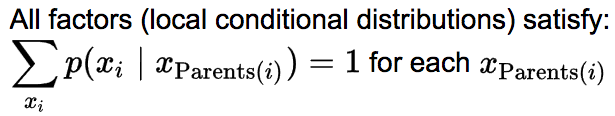 All factors (local conditional distributions) satisfy:
∑_{x_i} p(x_i | x_{Parents(i)}) = 1 for each x_{Parents(i)}